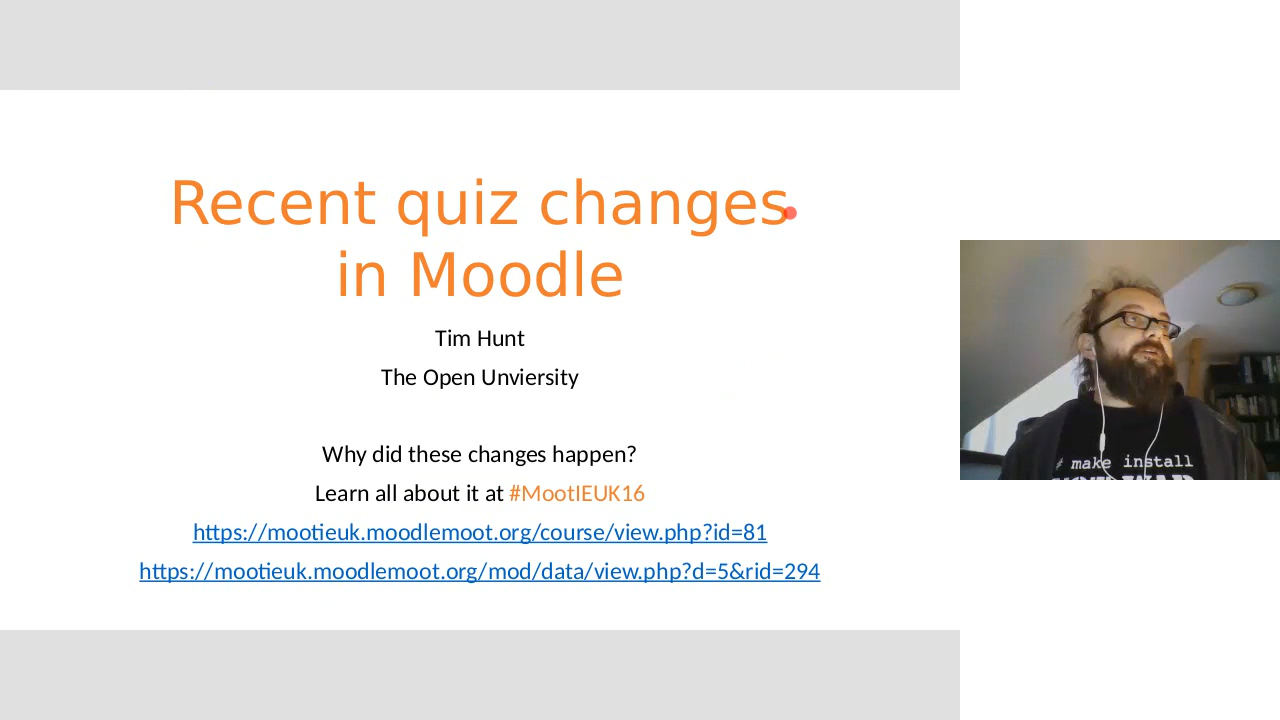 Recent quiz changes
in Moodle
Tim Hunt
The Open Unviersity
Why did these changes happen?
Learn all about it at #MootIEUK16
https://mootieuk.moodlemoot.org/course/view.php?id=81
https://mootieuk.moodlemoot.org/mod/data/view.php?d=5&rid=294
# make install